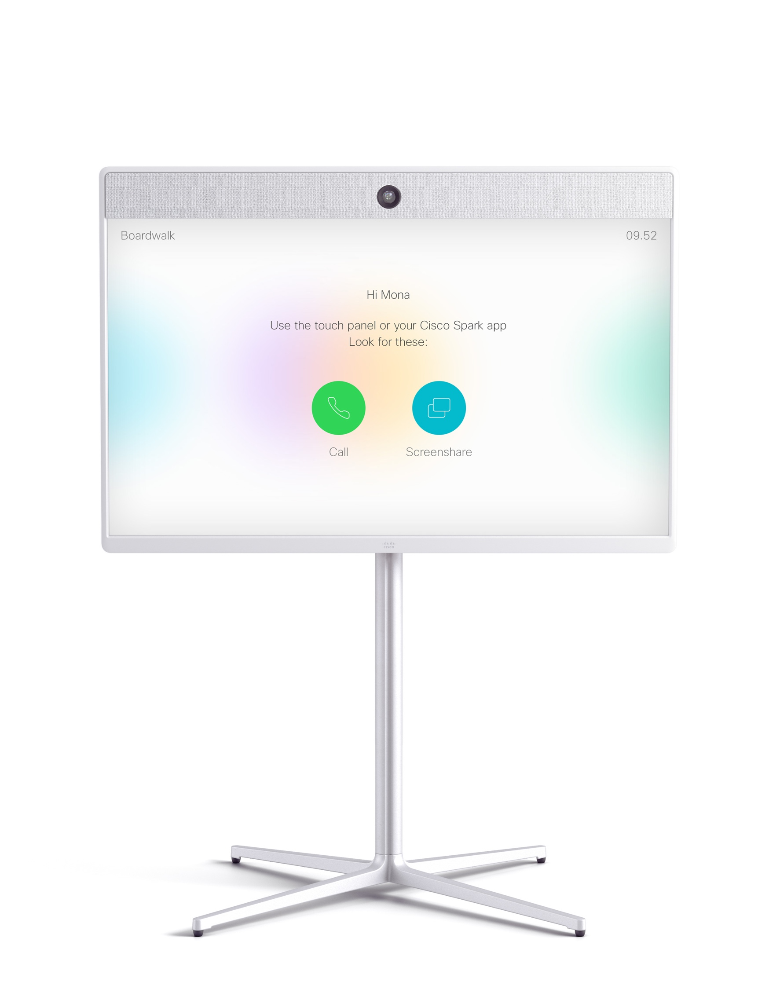 Boardwalk
09.52
Hi Mona
Use the touch panel or your Cisco Spark app
Look for these:
Call
Screenshare
CISCO